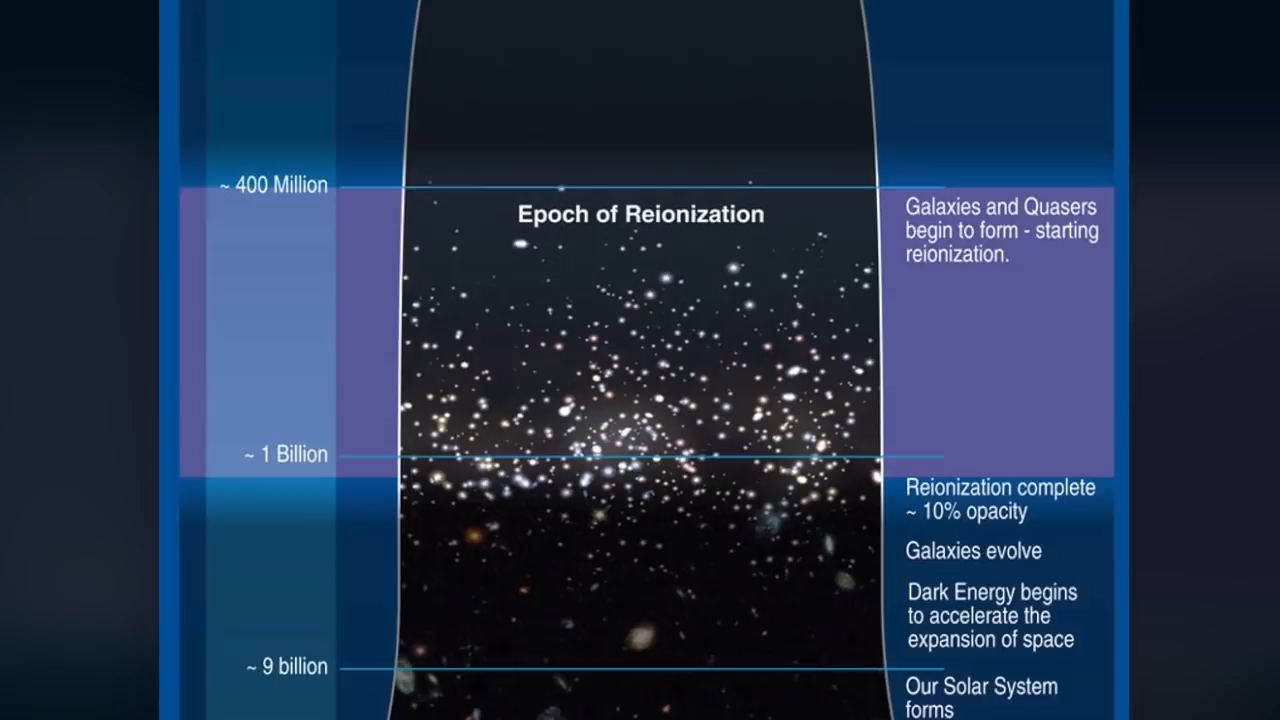 ~ 400 Million
Epoch of Reionization
Galaxies and Quasers
begin to form - starting
reionization.
~ 1 Billion
Reionization complete
~ 10% opacity
Galaxies evolve
Dark Energy begins
to accelerate the
expansion of space
~ 9 billion
Our Solar System
forms